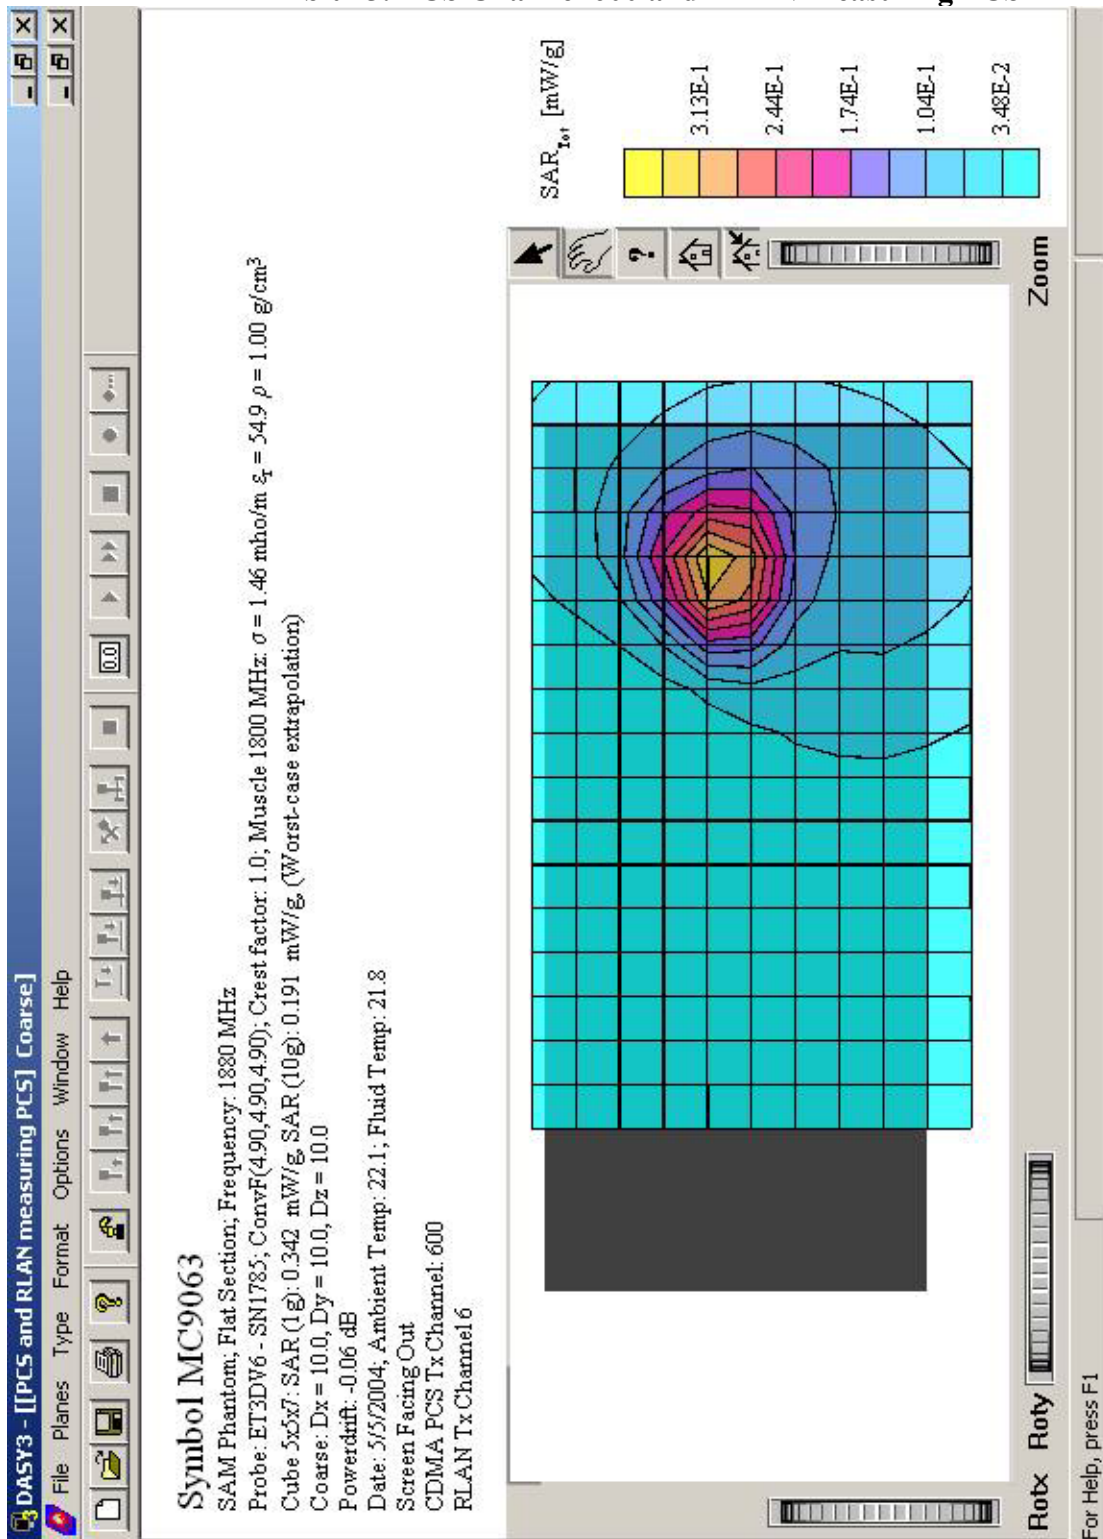 DASY3 - [[PCS and RLAN measuring PCS] Coarse]
File Planes Type Format Options Window Help
0.0
Symbol MC9063
SAM Phantom; Flat Section; Frequency: 1880 MHz
Probe: ET3DV6 - SN1785; ConvF(4.90,4.90,4.90); Crest factor: 1.0; Muscle 1800 MHz: σ = 1.46 mho/m εr = 54.9 ρ = 1.00 g/cm³
Cube 5x5x7: SAR (1g): 0.342 mW/g, SAR (10g): 0.191 mW/g, (Worst-case extrapolation)
Coarse: Dx = 10.0, Dy = 10.0, Dz = 10.0
Powerdrift: -0.06 dB
Date: 5/5/2004; Ambient Temp: 22.1; Fluid Temp: 21.8
Screen Facing Out
CDMA PCS Tx Channel: 600
RLAN Tx Channel 6
SARTot [mW/g]
3.13E-1
2.44E-1
1.74E-1
1.04E-1
3.48E-2
Rotx Roty Zoom
For Help, press F1